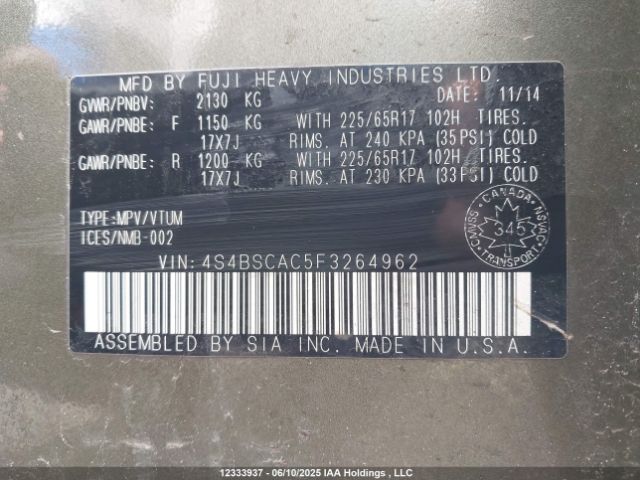 MFD BY FUJI HEAVY INDUSTRIES LTD.
GVWR/PNBV: 2130 KG DATE: 11/14
GAWR/PNBE: F 1150 KG WITH 225/65R17 102H TIRES.
17X7J RIMS. AT 240 KPA (35PSI) COLD
GAWR/PNBE: R 1200 KG WITH 225/65R17 102H TIRES.
17X7J RIMS. AT 230 KPA (33PSI) COLD
TYPE:MPV/VTUM
ICES/NMB-002
CANADA
CMVSS NSVAC
345
TRANSPORT
VIN: 4S4BSCAC5F3264962
ASSEMBLED BY SIA INC. MADE IN U.S.A.
12333937 - 06/10/2025 IAA Holdings, LLC